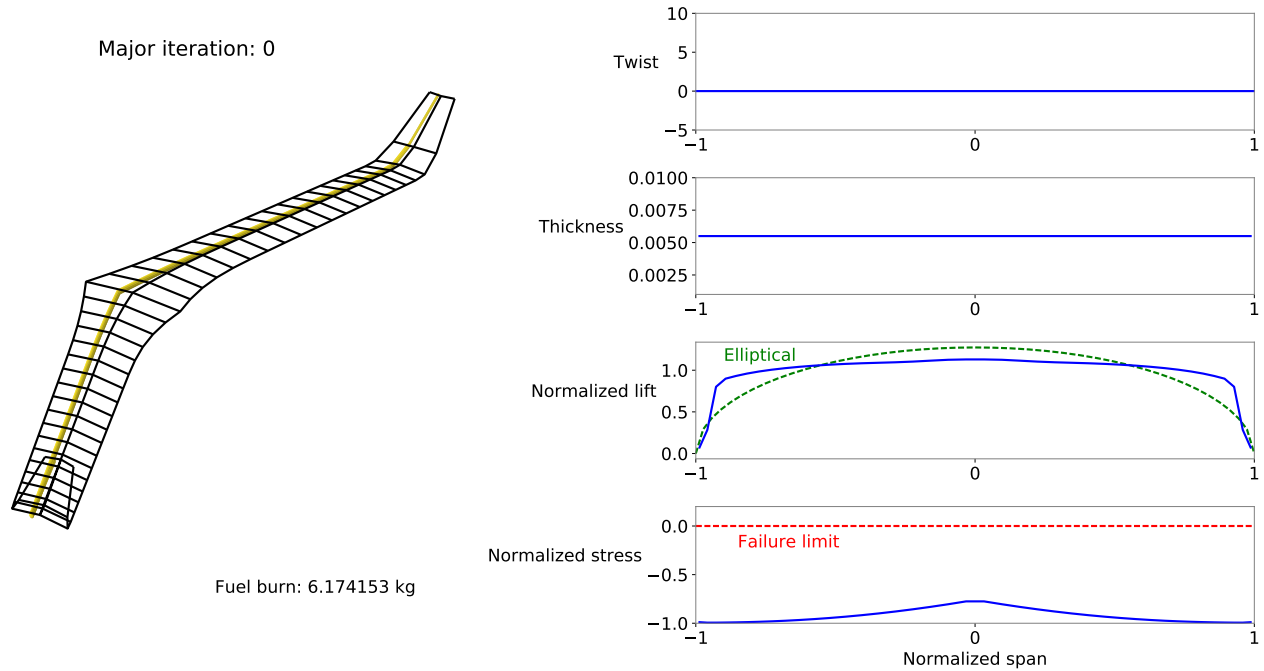 Major iteration: 0
Fuel burn: 6.174153 kg
Twist
10
5
0
−5
−1
0
1
Thickness
0.0100
0.0075
0.0050
0.0025
−1
0
1
Normalized lift
Elliptical
1.0
0.5
0.0
−1
0
1
Normalized stress
0.0
Failure limit
−0.5
−1.0
−1
0
1
Normalized span